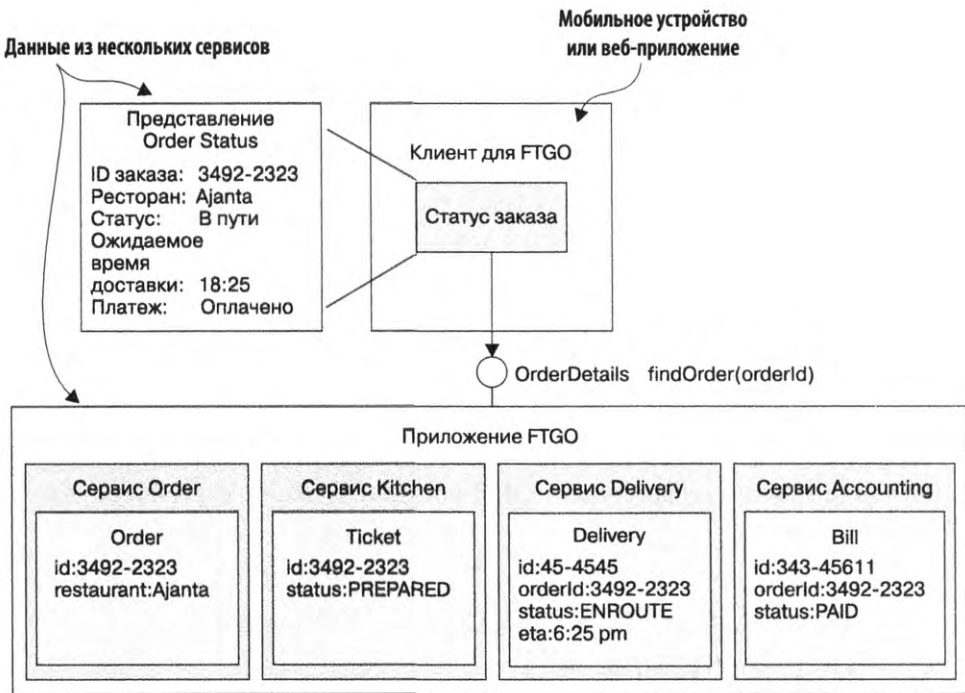 Данные из нескольких сервисов
Мобильное устройство
или веб-приложение
Представление
Order Status
ID заказа: 3492-2323
Ресторан: Ajanta
Статус: В пути
Ожидаемое
время
доставки: 18:25
Платеж: Оплачено
Клиент для FTGO
Статус заказа
OrderDetails findOrder(orderId)
Приложение FTGO
Сервис Order
Order
id:3492-2323
restaurant:Ajanta
Сервис Kitchen
Ticket
id:3492-2323
status:PREPARED
Сервис Delivery
Delivery
id:45-4545
orderId:3492-2323
status:ENROUTE
eta:6:25 pm
Сервис Accounting
Bill
id:343-45611
orderId:3492-2323
status:PAID